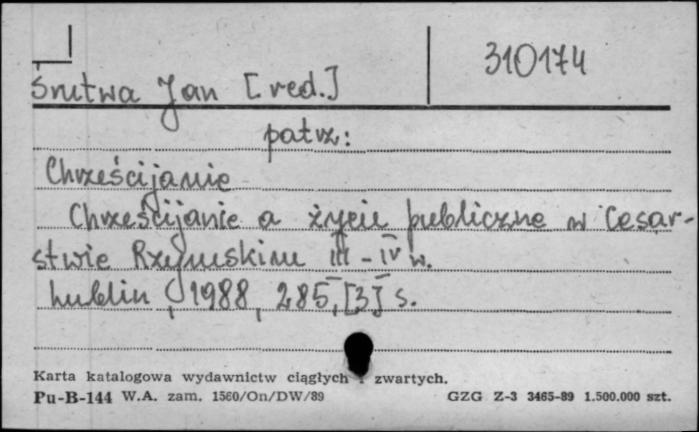 310174
Śrutwa Jan [red.]
patrz:
Chrześcijanie
Chrześcijanie a życie publiczne w Cesar-
stwie Rzymskim III-IV w.
Lublin, 1988, 285, [3] s.
Karta katalogowa wydawnictw ciągłych i zwartych.
Pu-B-144 W.A. zam. 1560/On/DW/89 GZG Z-3 3465-89 1.500.000 szt.